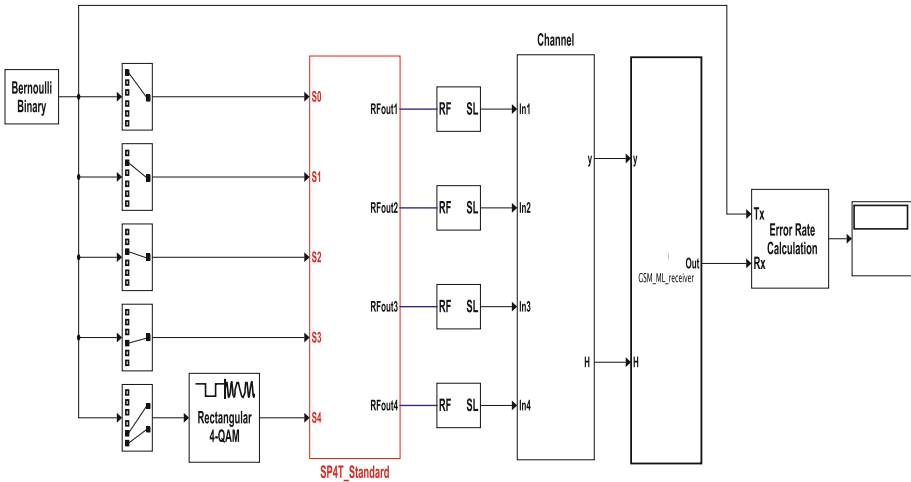 Channel
Bernoulli
Binary
S0
S1
S2
S3
S4
RFout1
RFout2
RFout3
RFout4
SP4T_Standard
Rectangular
4-QAM
RF SL
RF SL
RF SL
RF SL
In1
In2
In3
In4
y
H
y
H
Out
GSM_ML_receiver
Tx
Rx
Error Rate
Calculation